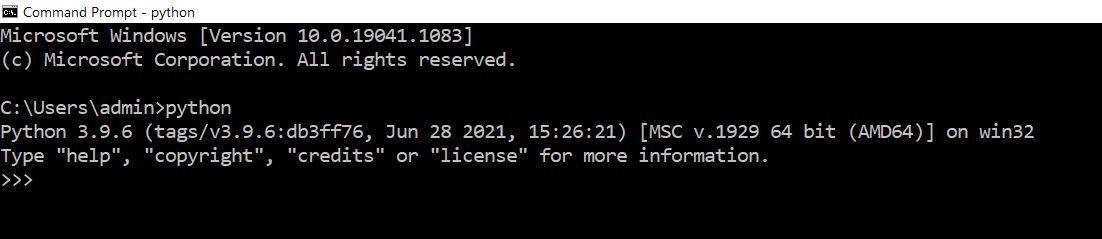 Command Prompt - python
Microsoft Windows [Version 10.0.19041.1083]
(c) Microsoft Corporation. All rights reserved.
C:\Users\admin>python
Python 3.9.6 (tags/v3.9.6:db3ff76, Jun 28 2021, 15:26:21) [MSC v.1929 64 bit (AMD64)] on win32
Type "help", "copyright", "credits" or "license" for more information.
>>>